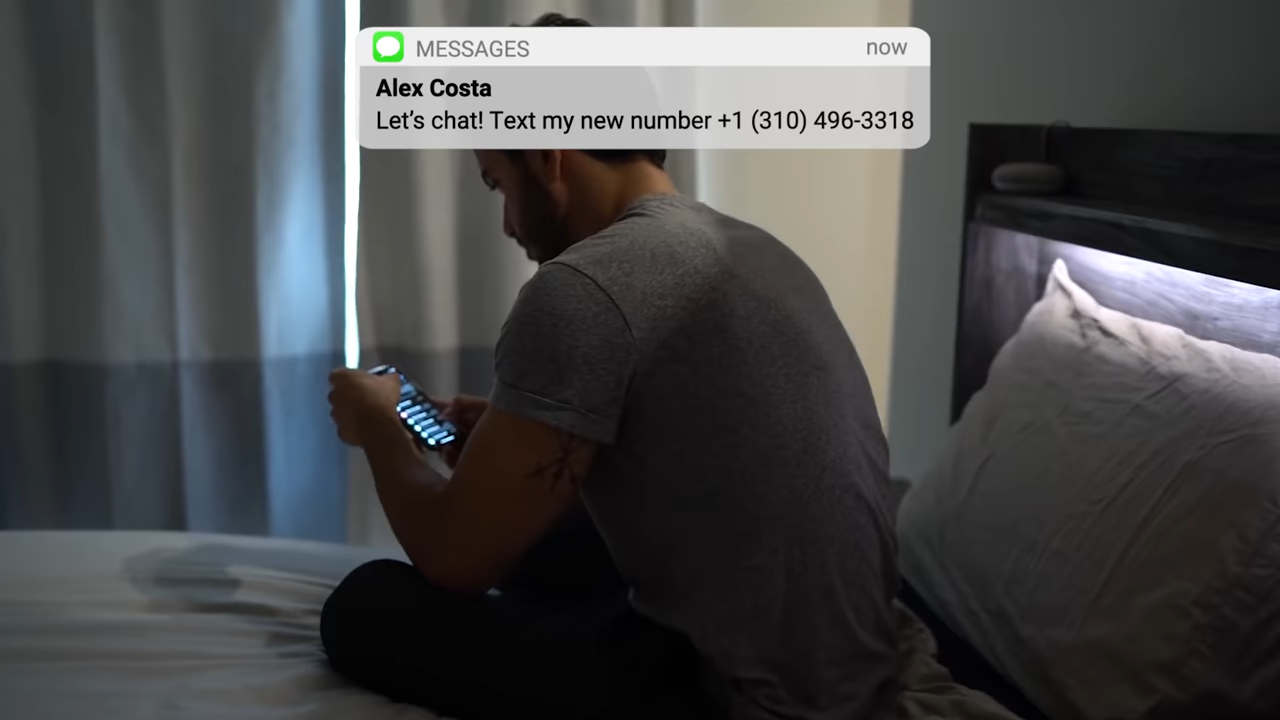 MESSAGES now
Alex Costa
Let's chat! Text my new number +1 (310) 496-3318